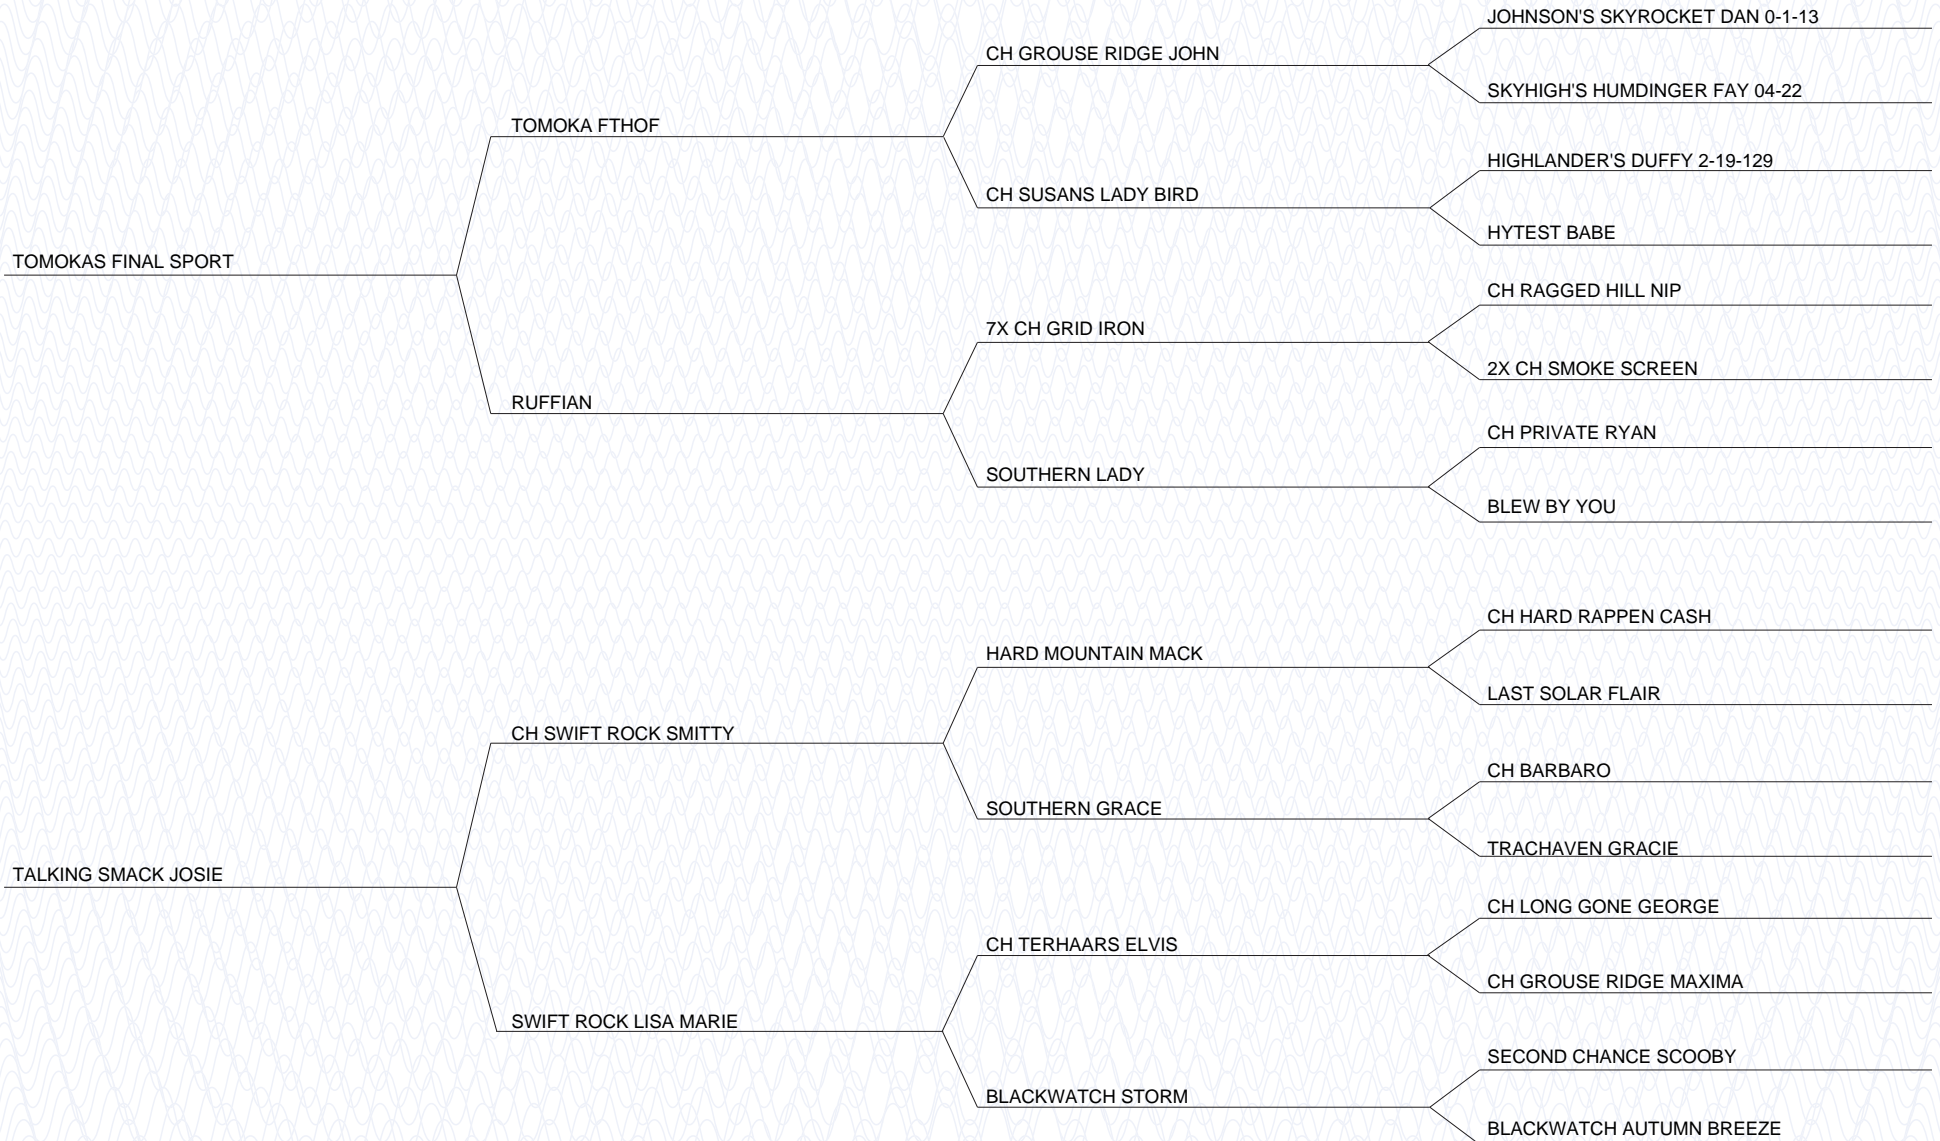 JOHNSON'S SKYROCKET DAN 0-1-13
CH GROUSE RIDGE JOHN
SKYHIGH'S HUMDINGER FAY 04-22
TOMOKA FTHOF
HIGHLANDER'S DUFFY 2-19-129
CH SUSANS LADY BIRD
HYTEST BABE
TOMOKAS FINAL SPORT
CH RAGGED HILL NIP
7X CH GRID IRON
2X CH SMOKE SCREEN
RUFFIAN
CH PRIVATE RYAN
SOUTHERN LADY
BLEW BY YOU
CH HARD RAPPEN CASH
HARD MOUNTAIN MACK
LAST SOLAR FLAIR
CH SWIFT ROCK SMITTY
CH BARBARO
SOUTHERN GRACE
TRACHAVEN GRACIE
TALKING SMACK JOSIE
CH LONG GONE GEORGE
CH TERHAARS ELVIS
CH GROUSE RIDGE MAXIMA
SWIFT ROCK LISA MARIE
SECOND CHANCE SCOOBY
BLACKWATCH STORM
BLACKWATCH AUTUMN BREEZE